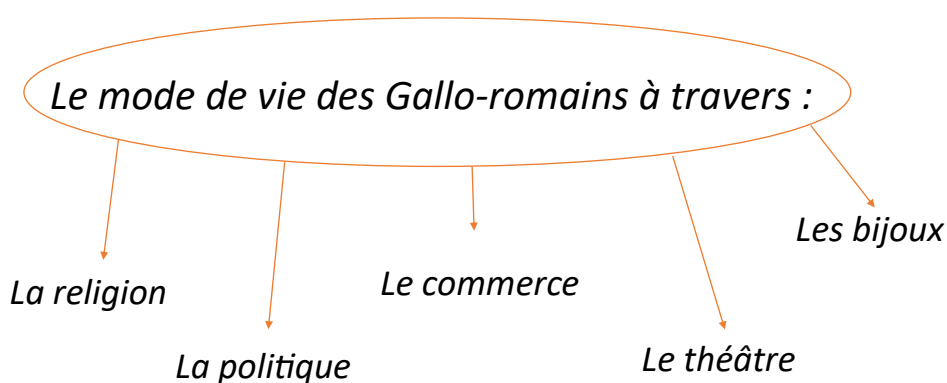 Le mode de vie des Gallo-romains à travers :
Les bijoux
La religion
Le commerce
La politique
Le théâtre